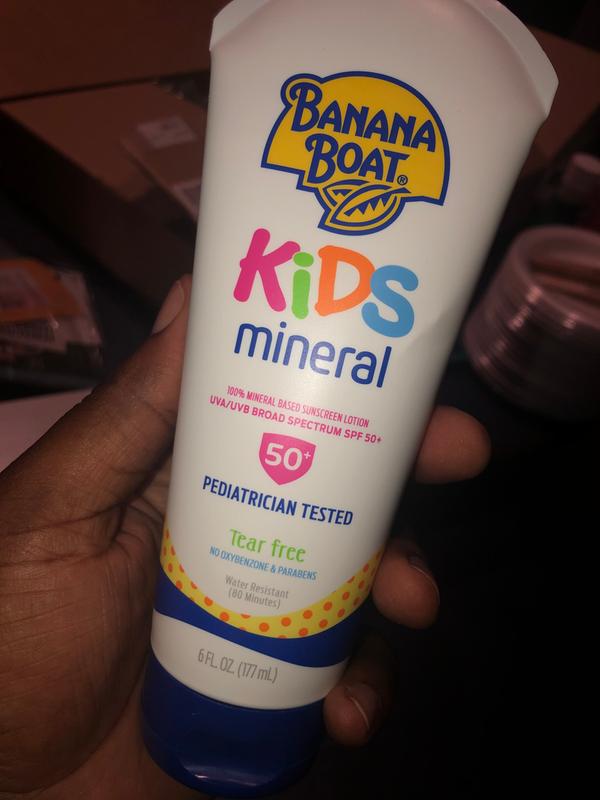 BANANA
BOAT®
KiDS
mineral
100% MINERAL BASED SUNSCREEN LOTION
UVA/UVB BROAD SPECTRUM SPF 50+
50+
PEDIATRICIAN TESTED
Tear free
NO OXYBENZONE & PARABENS
Water Resistant
(80 Minutes)
6 FL. OZ. (177 mL)